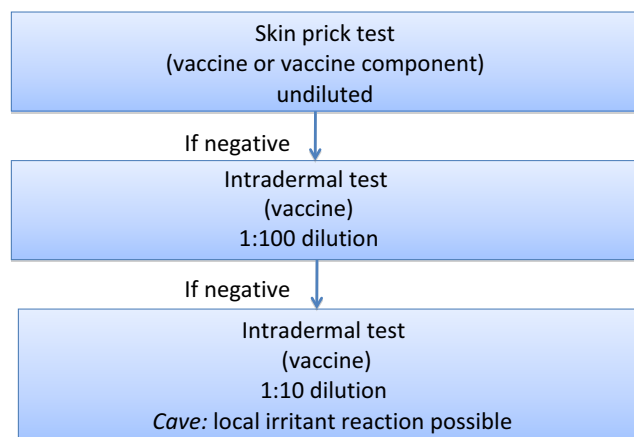 Skin prick test
(vaccine or vaccine component)
undiluted
If negative
Intradermal test
(vaccine)
1:100 dilution
If negative
Intradermal test
(vaccine)
1:10 dilution
Cave: local irritant reaction possible